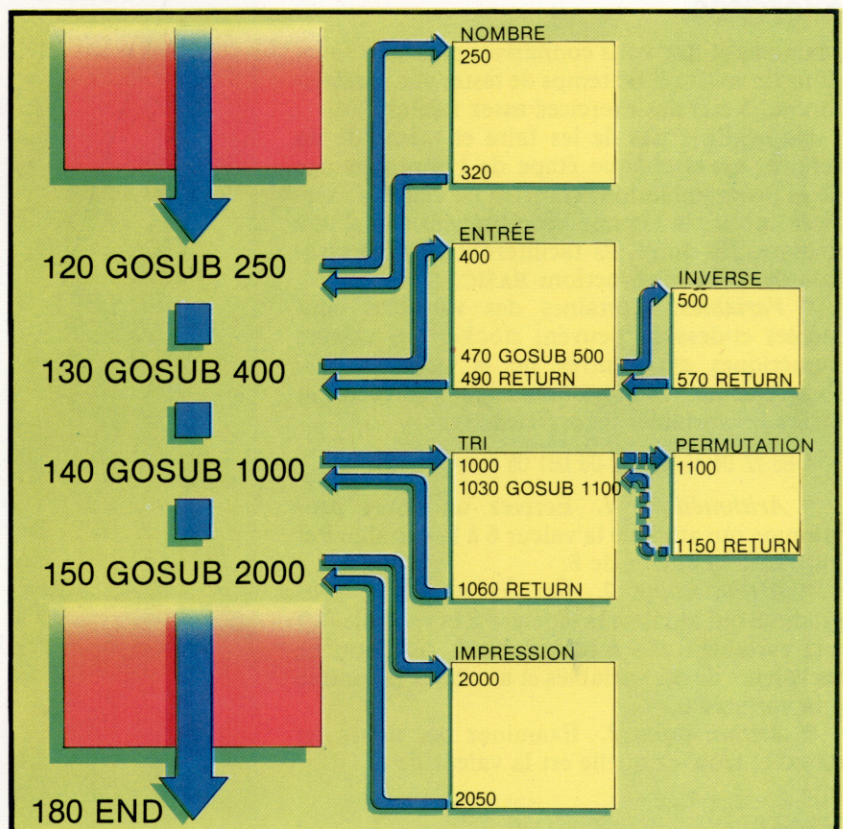 NOMBRE
250
320
120 GOSUB 250
ENTRÉE
400
INVERSE
500
130 GOSUB 400
470 GOSUB 500
490 RETURN
570 RETURN
TRI
PERMUTATION
140 GOSUB 1000
1000
1100
1030 GOSUB 1100
1150 RETURN
150 GOSUB 2000
1060 RETURN
IMPRESSION
2000
2050
180 END